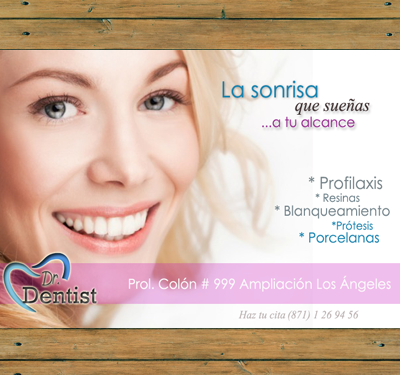 La sonrisa
que sueñas
...a tu alcance
* Profilaxis
* Resinas
* Blanqueamiento
*Prótesis
* Porcelanas
Dr.
Dentist
Prol. Colón # 999 Ampliación Los Ángeles
Haz tu cita (871) 1 26 94 56